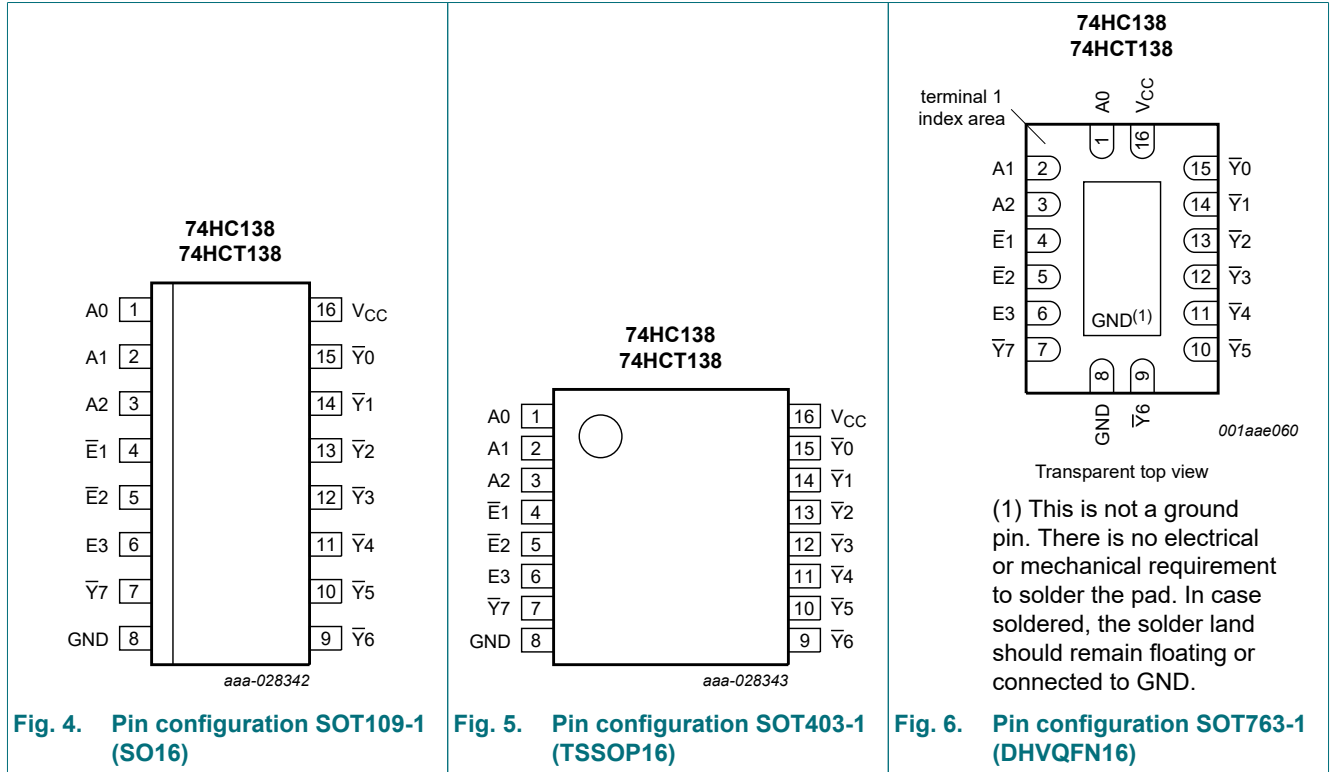 74HC138
74HCT138
A0 1
A1 2
A2 3
E̅1 4
E̅2 5
E3 6
Y̅7 7
GND 8
16 VCC
15 Y̅0
14 Y̅1
13 Y̅2
12 Y̅3
11 Y̅4
10 Y̅5
9 Y̅6
aaa-028342
Fig. 4. Pin configuration SOT109-1
(SO16)
74HC138
74HCT138
A0 1
A1 2
A2 3
E̅1 4
E̅2 5
E3 6
Y̅7 7
GND 8
16 VCC
15 Y̅0
14 Y̅1
13 Y̅2
12 Y̅3
11 Y̅4
10 Y̅5
9 Y̅6
aaa-028343
Fig. 5. Pin configuration SOT403-1
(TSSOP16)
74HC138
74HCT138
terminal 1
index area
A0 1
VCC 16
A1 2
A2 3
E̅1 4
E̅2 5
E3 6
Y̅7 7
15 Y̅0
14 Y̅1
13 Y̅2
12 Y̅3
11 Y̅4
10 Y̅5
GND(1)
8 GND
9 Y̅6
001aae060
Transparent top view
(1) This is not a ground
pin. There is no electrical
or mechanical requirement
to solder the pad. In case
soldered, the solder land
should remain floating or
connected to GND.
Fig. 6. Pin configuration SOT763-1
(DHVQFN16)